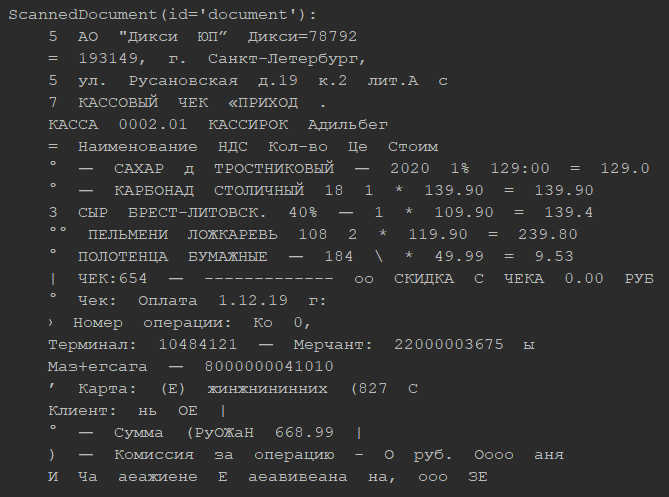 ScannedDocument(id='document'):
5 АО "Дикси ЮП” Дикси=78792
= 193149, г. Санкт-Летербург,
5 ул. Русановская д.19 к.2 лит.А с
7 КАССОВЫЙ ЧЕК «ПРИХОД .
КАССА 0002.01 КАССИРОК Адильбег
= Наименование НДС Кол-во Це Стоим
° — САХАР д ТРОСТНИКОВЫЙ — 2020 1% 129:00 = 129.0
° — КАРБОНАД СТОЛИЧНЫЙ 18 1 * 139.90 = 139.90
3 СЫР БРЕСТ-ЛИТОВСК. 40% — 1 * 109.90 = 139.4
°° ПЕЛЬМЕНИ ЛОЖКАРЕВЬ 108 2 * 119.90 = 239.80
° ПОЛОТЕНЦА БУМАЖНЫЕ — 184 \ * 49.99 = 9.53
| ЧЕК:654 — ------------- оо СКИДКА С ЧЕКА 0.00 РУБ
° Чек: Оплата 1.12.19 г:
› Номер операции: Ко 0,
Терминал: 10484121 — Мерчант: 22000003675 ы
Маз+егсага — 8000000041010
’ Карта: (Е) жинжнининних (827 С
Клиент: нь ОЕ |
° — Сумма (РуОЖаН 668.99 |
) — Комиссия за операцию - О руб. Оооо аня
И Ча аеажиене Е аеавивеана на, ооо ЗЕ